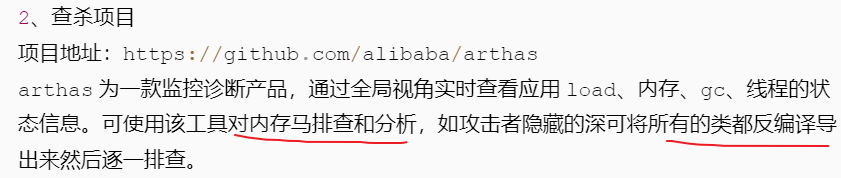 2、查杀项目
项目地址：https://github.com/alibaba/arthas
arthas 为一款监控诊断产品，通过全局视角实时查看应用 load、内存、gc、线程的状
态信息。可使用该工具对内存马排查和分析，如攻击者隐藏的深可将所有的类都反编译导
出来然后逐一排查。